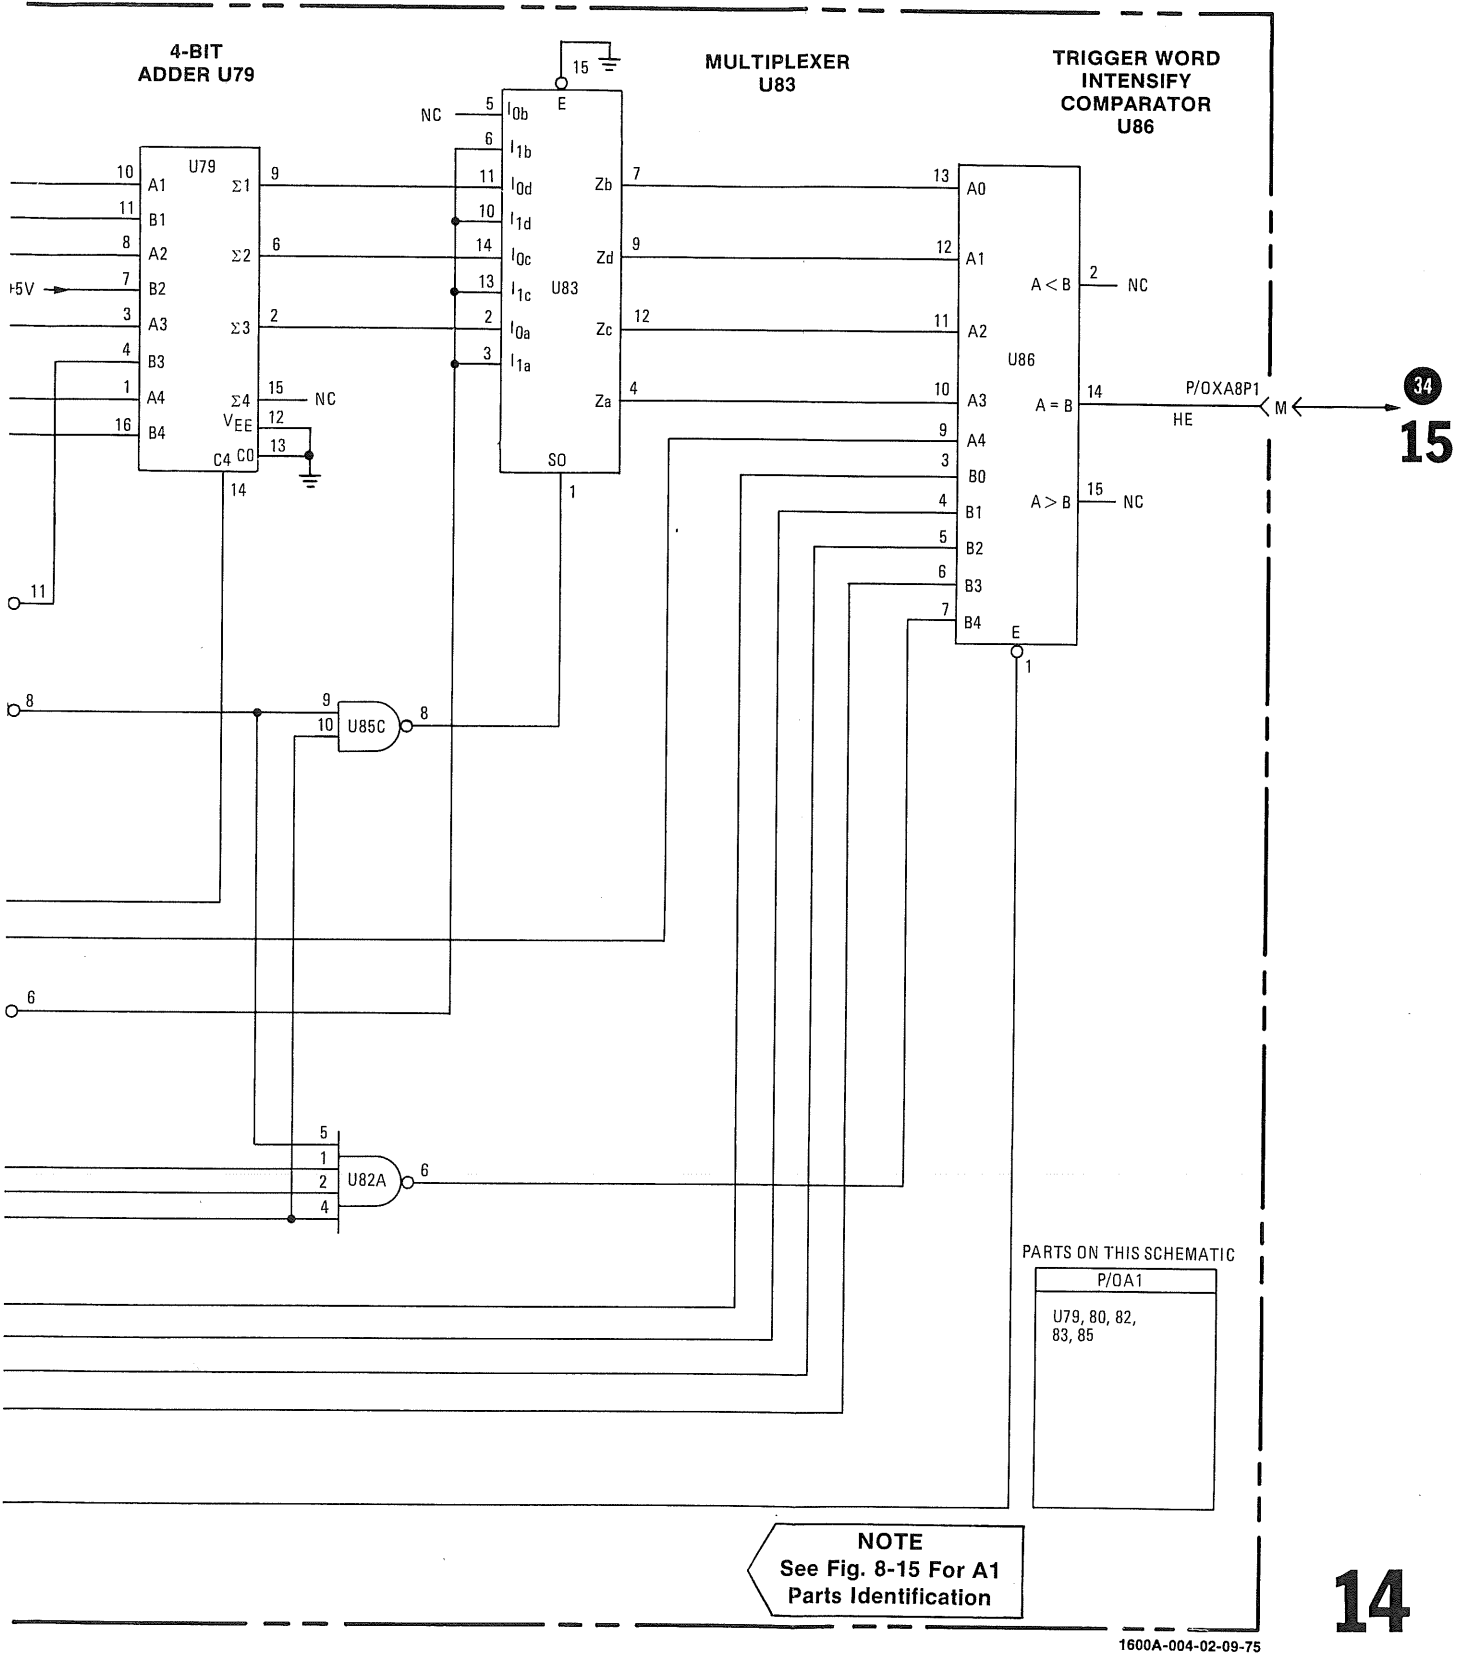 4-BIT
ADDER U79
MULTIPLEXER
U83
TRIGGER WORD
INTENSIFY
COMPARATOR
U86
U79
10 A1
11 B1
8 A2
+5V 7 B2
3 A3
4 B3
1 A4
16 B4
Σ1 9
Σ2 6
Σ3 2
Σ4 15 NC
VEE 12
C0 13
C4
14
15
E
NC 5 I0b
6 I1b
11 I0d
10 I1d
14 I0c
13 I1c
2 I0a
3 I1a
U83
Zb 7
Zd 9
Zc 12
Za 4
S0
1
13 A0
12 A1
11 A2
10 A3
9 A4
3 B0
4 B1
5 B2
6 B3
7 B4
U86
A < B 2 NC
A = B 14
A > B 15 NC
E
1
HE
P/OXA8P1
M
34
15
11
8
9
10
U85C
8
6
5
1
2
4
U82A
6
PARTS ON THIS SCHEMATIC
P/OA1
U79, 80, 82,
83, 85
NOTE
See Fig. 8-15 For A1
Parts Identification
14
1600A-004-02-09-75